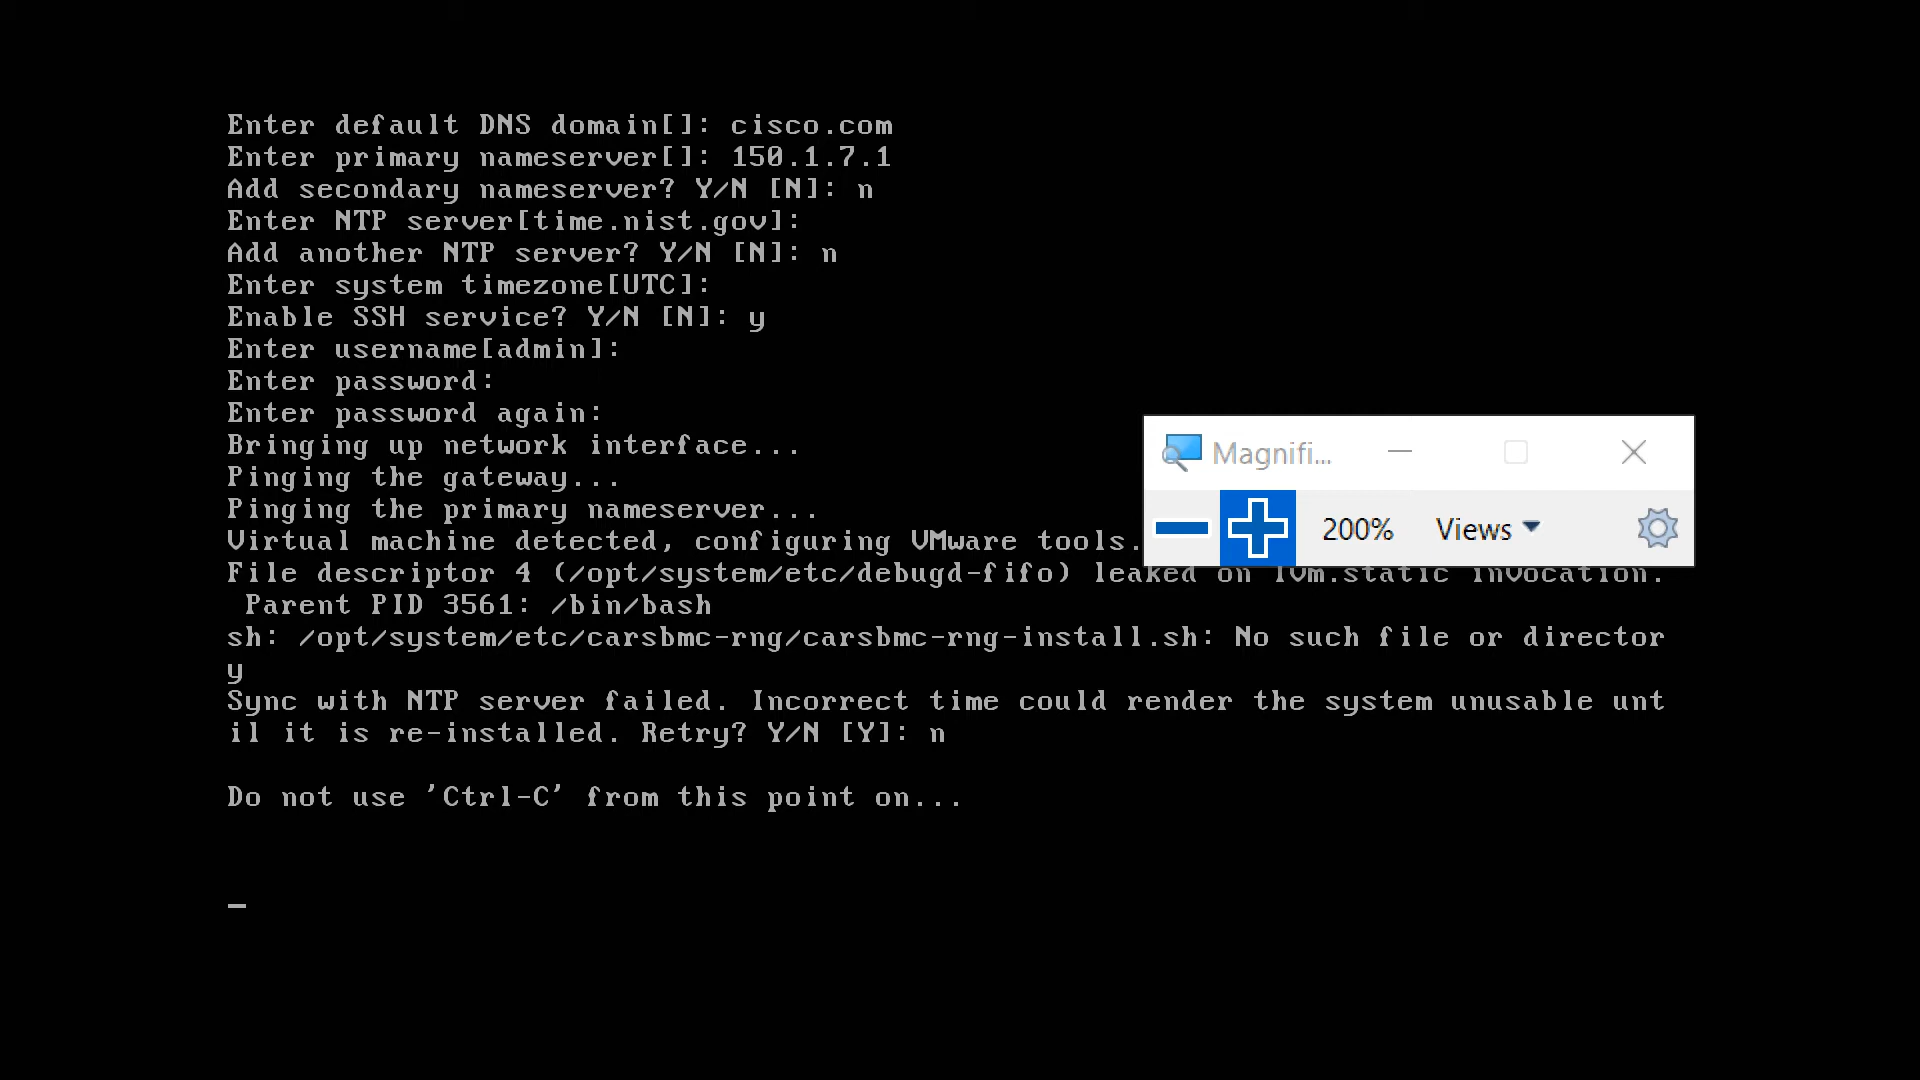 Enter default DNS domain[]: cisco.com
Enter primary nameserver[]: 150.1.7.1
Add secondary nameserver? Y/N [N]: n
Enter NTP server[time.nist.gov]:
Add another NTP server? Y/N [N]: n
Enter system timezone[UTC]:
Enable SSH service? Y/N [N]: y
Enter username[admin]:
Enter password:
Enter password again:
Bringing up network interface...
Pinging the gateway...
Pinging the primary nameserver...
Virtual machine detected, configuring VMware tools.
File descriptor 4 (/opt/system/etc/debugd-fifo) leaked on lvm.static invocation.
Parent PID 3561: /bin/bash
sh: /opt/system/etc/carsbmc-rng/carsbmc-rng-install.sh: No such file or director
y
Sync with NTP server failed. Incorrect time could render the system unusable unt
il it is re-installed. Retry? Y/N [Y]: n
Do not use 'Ctrl-C' from this point on...
_
Magnifi...
200% Views